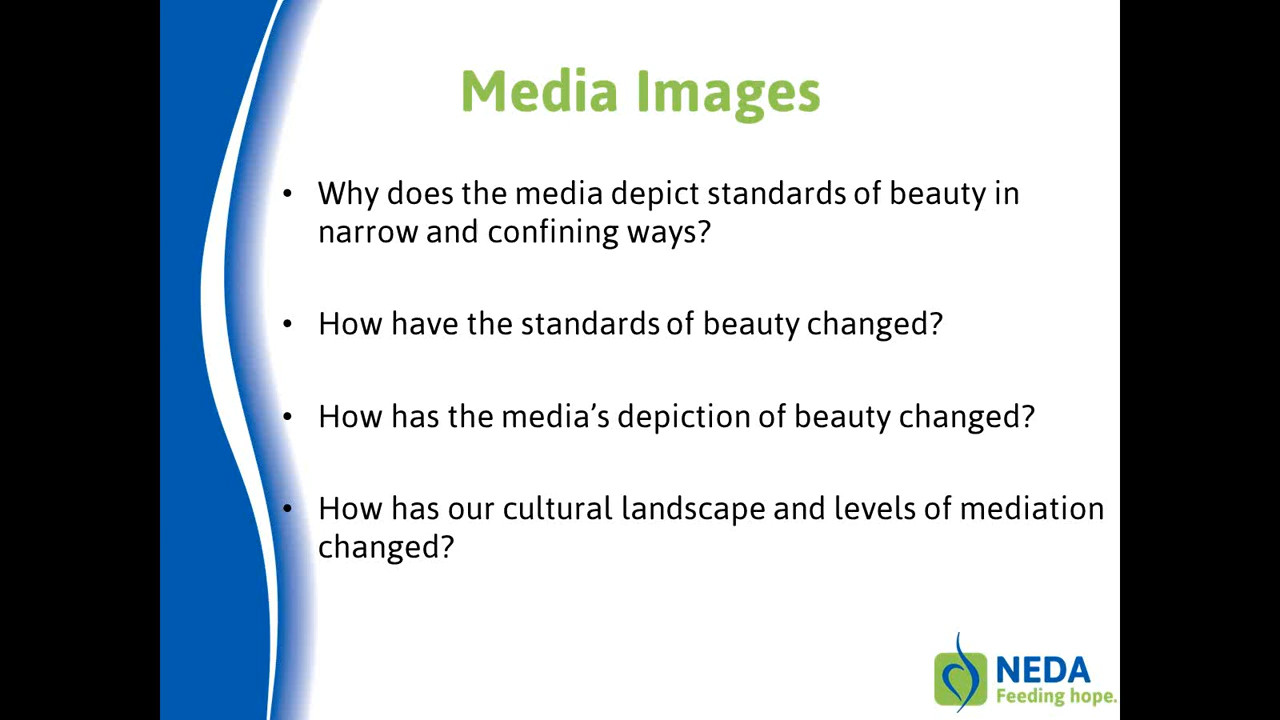 Media Images
• Why does the media depict standards of beauty in
narrow and confining ways?
• How have the standards of beauty changed?
• How has the media’s depiction of beauty changed?
• How has our cultural landscape and levels of mediation
changed?
NEDA
Feeding hope.